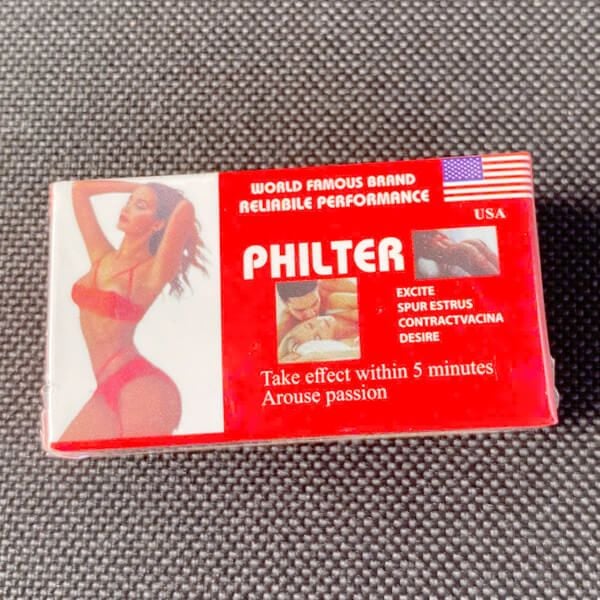 WORLD FAMOUS BRAND
RELIABILE PERFORMANCE
USA
PHILTER
EXCITE
SPUR ESTRUS
CONTRACTVACINA
DESIRE
Take effect within 5 minutes
Arouse passion